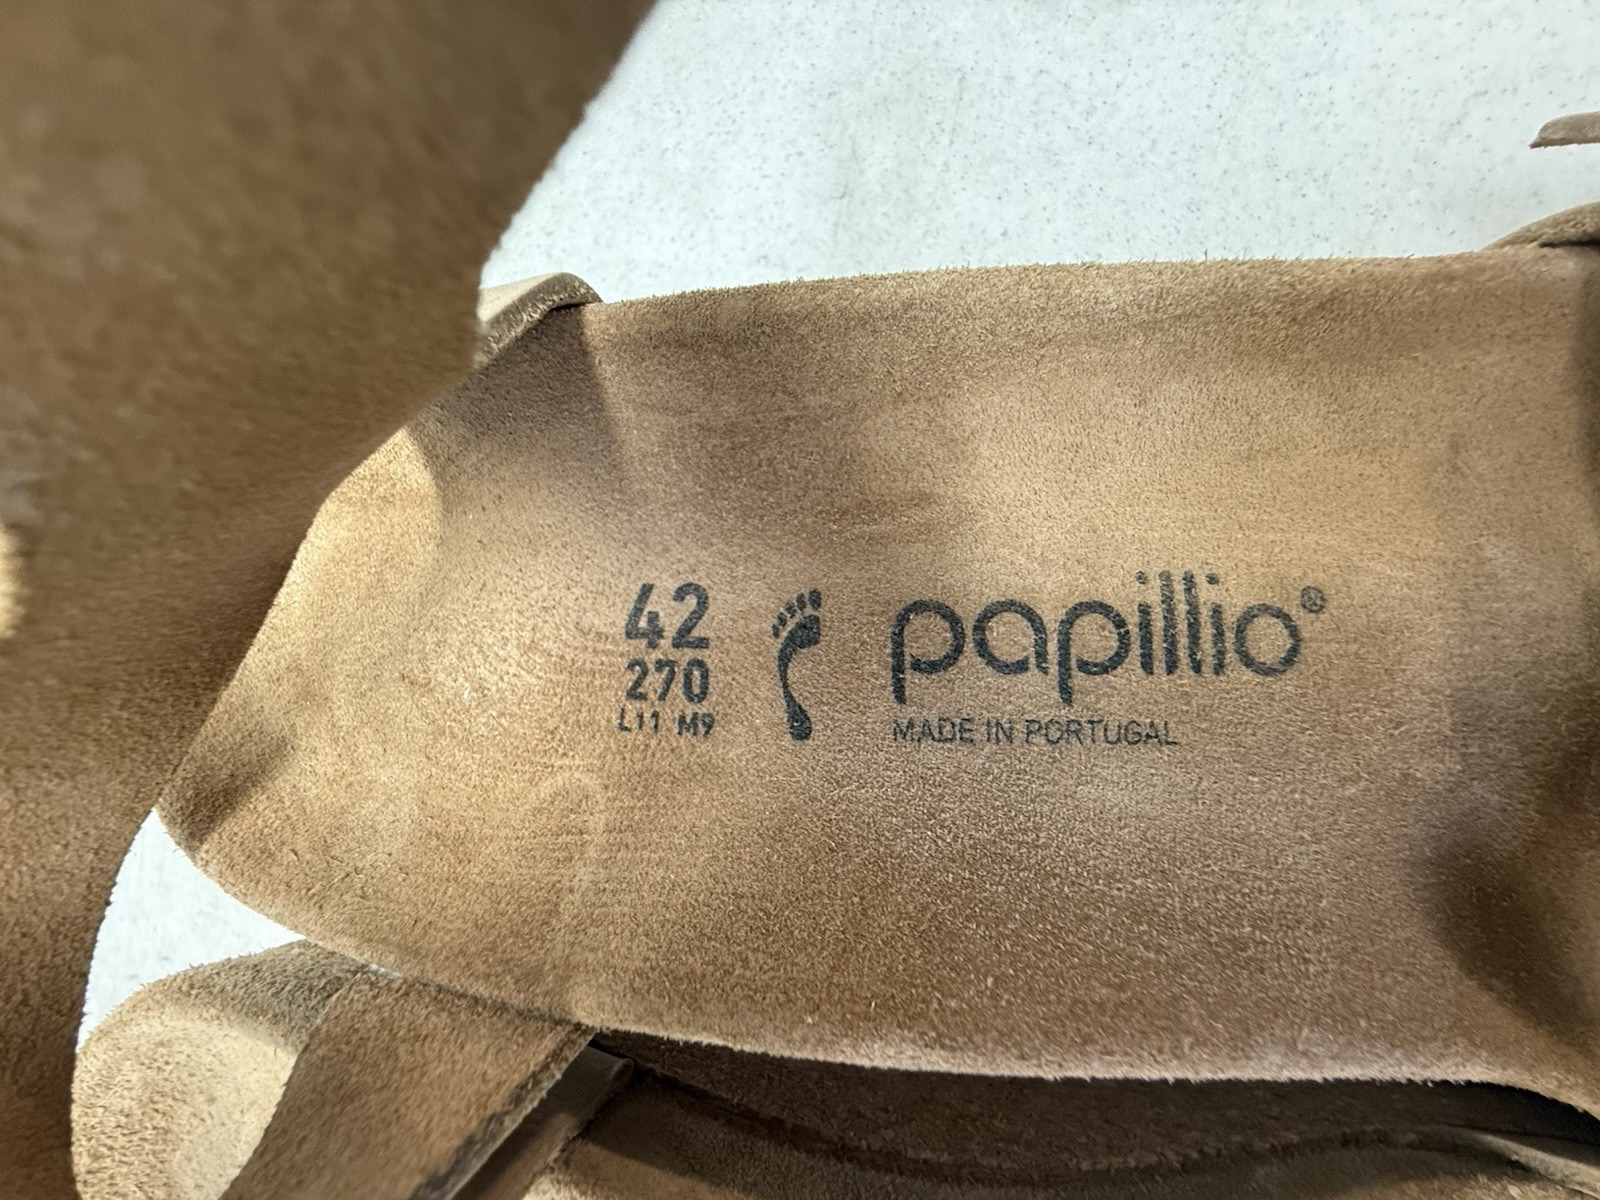 42
270
L11 M9
papillio®
MADE IN PORTUGAL